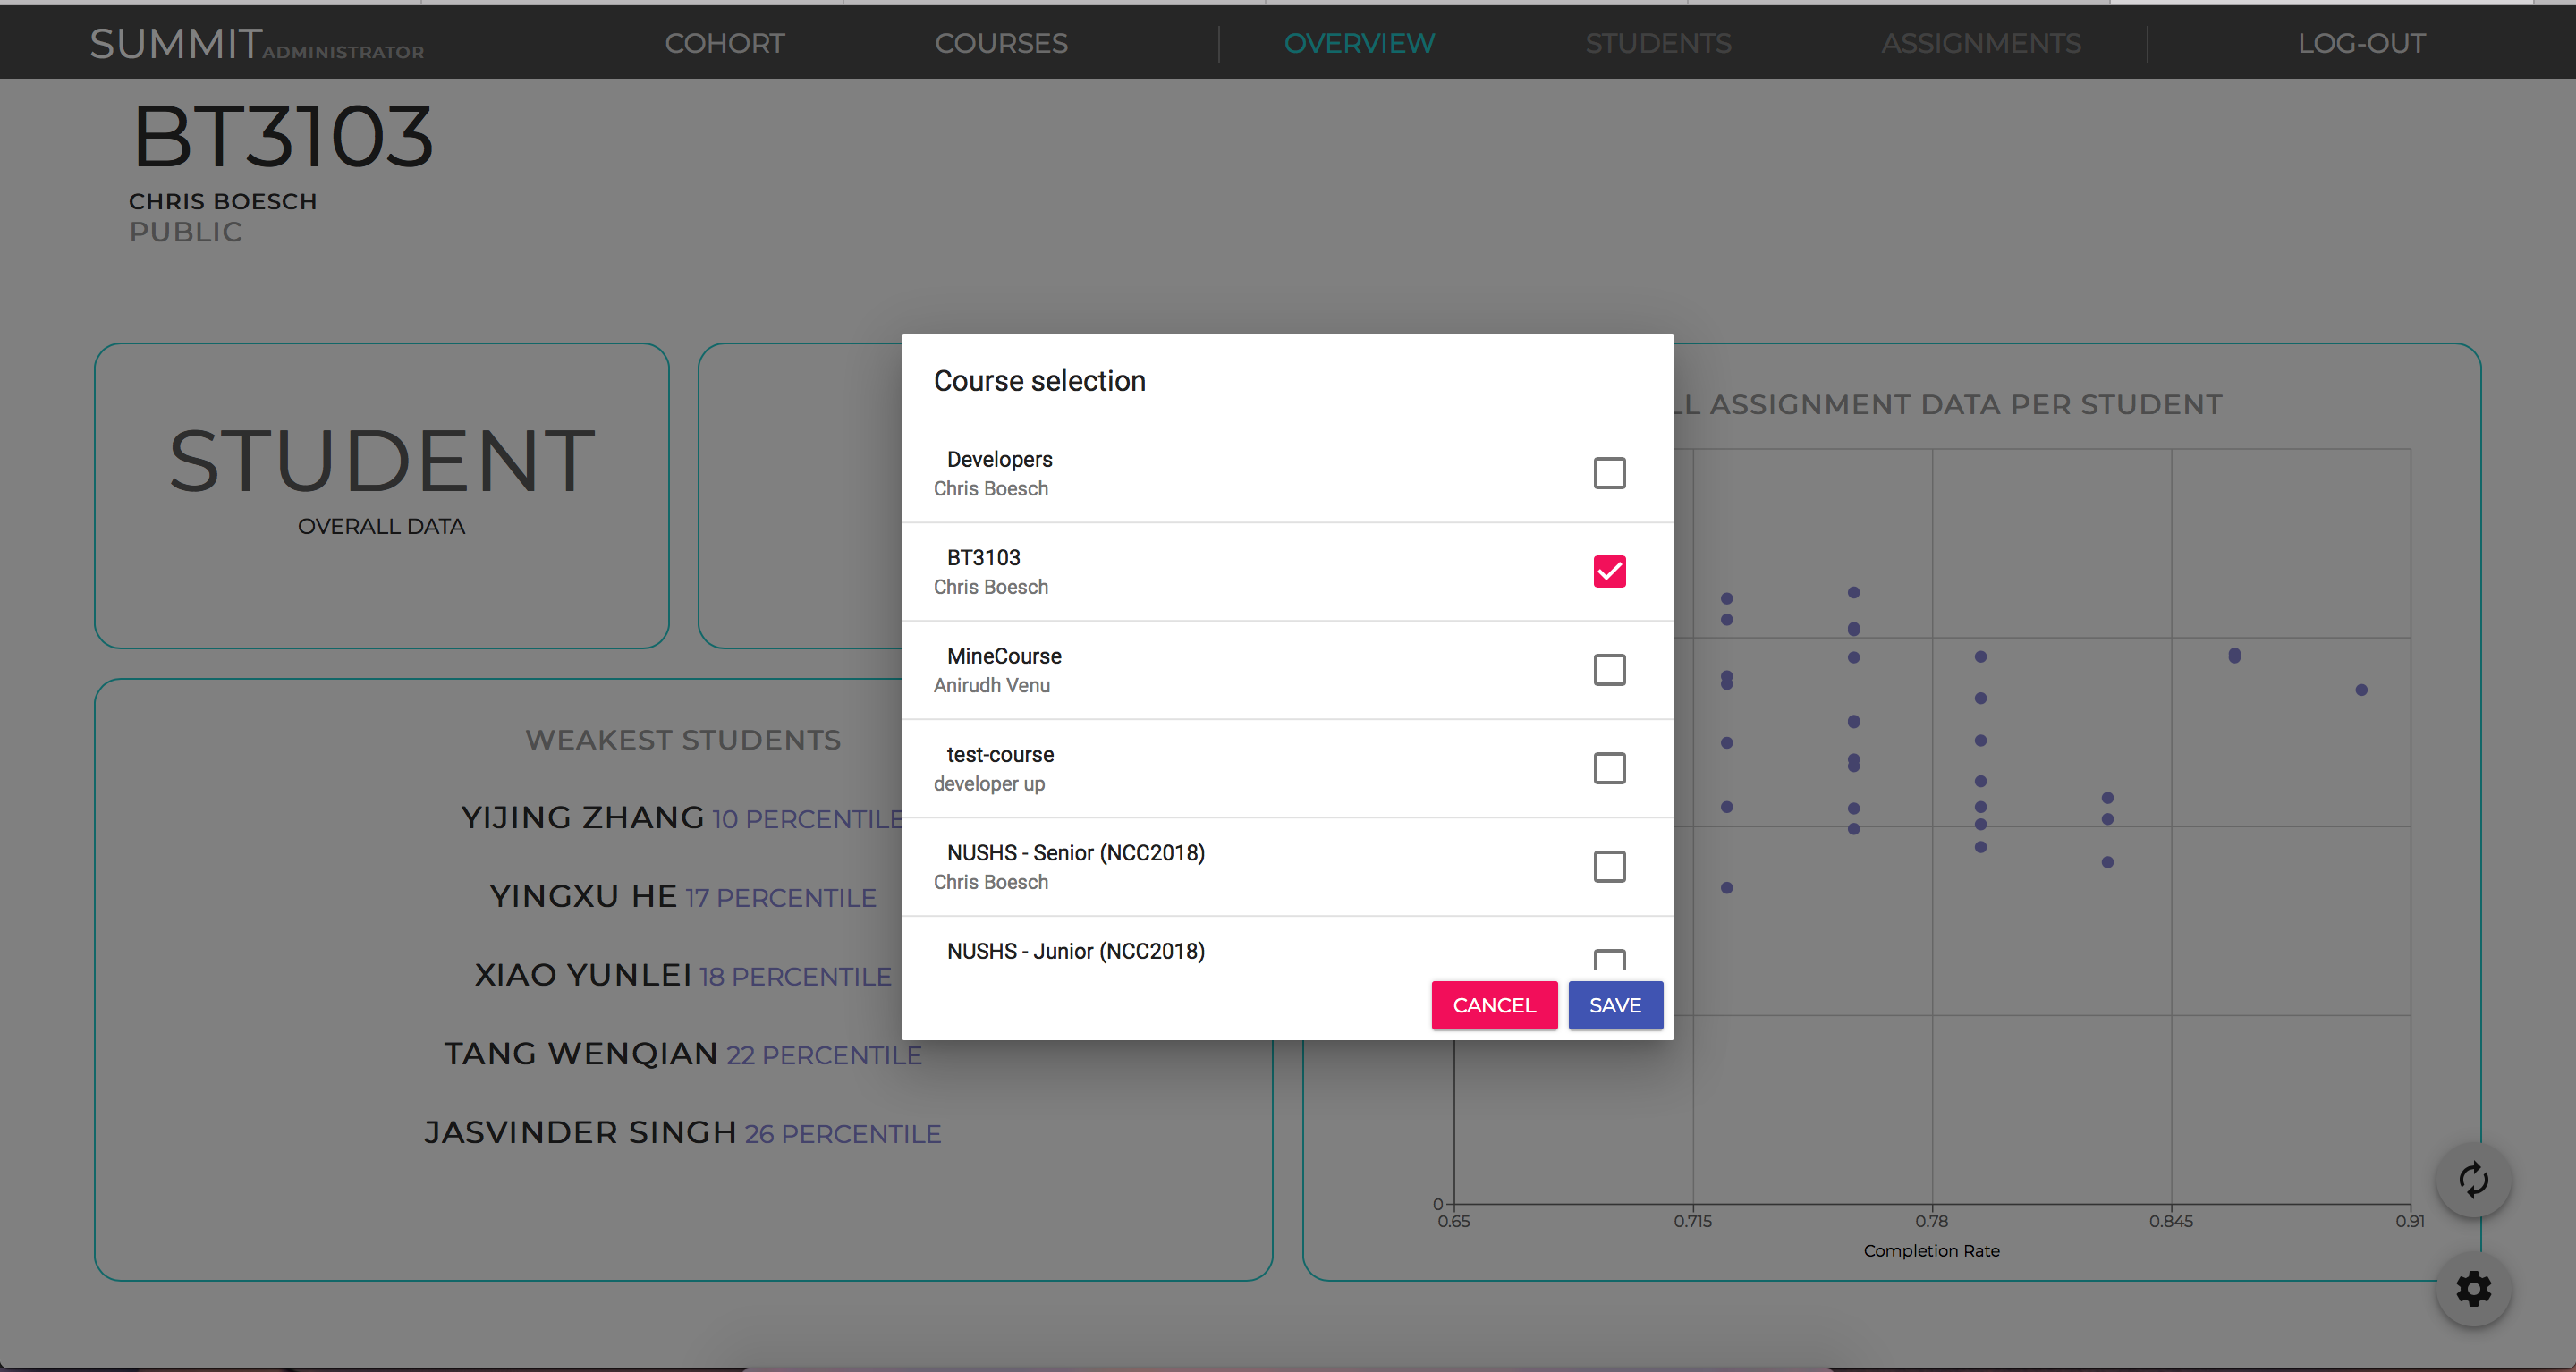 SUMMIT ADMINISTRATOR COHORT COURSES OVERVIEW STUDENTS ASSIGNMENTS LOG-OUT
BT3103
CHRIS BOESCH
PUBLIC
STUDENT
OVERALL DATA
WEAKEST STUDENTS
YIJING ZHANG 10 PERCENTILE
YINGXU HE 17 PERCENTILE
XIAO YUNLEI 18 PERCENTILE
TANG WENQIAN 22 PERCENTILE
JASVINDER SINGH 26 PERCENTILE
Course selection
Developers
Chris Boesch
BT3103
Chris Boesch
MineCourse
Anirudh Venu
test-course
developer up
NUSHS - Senior (NCC2018)
Chris Boesch
NUSHS - Junior (NCC2018)
CANCEL SAVE
ASSIGNMENT DATA PER STUDENT
0
0.65 0.715 0.78 0.845 0.91
Completion Rate